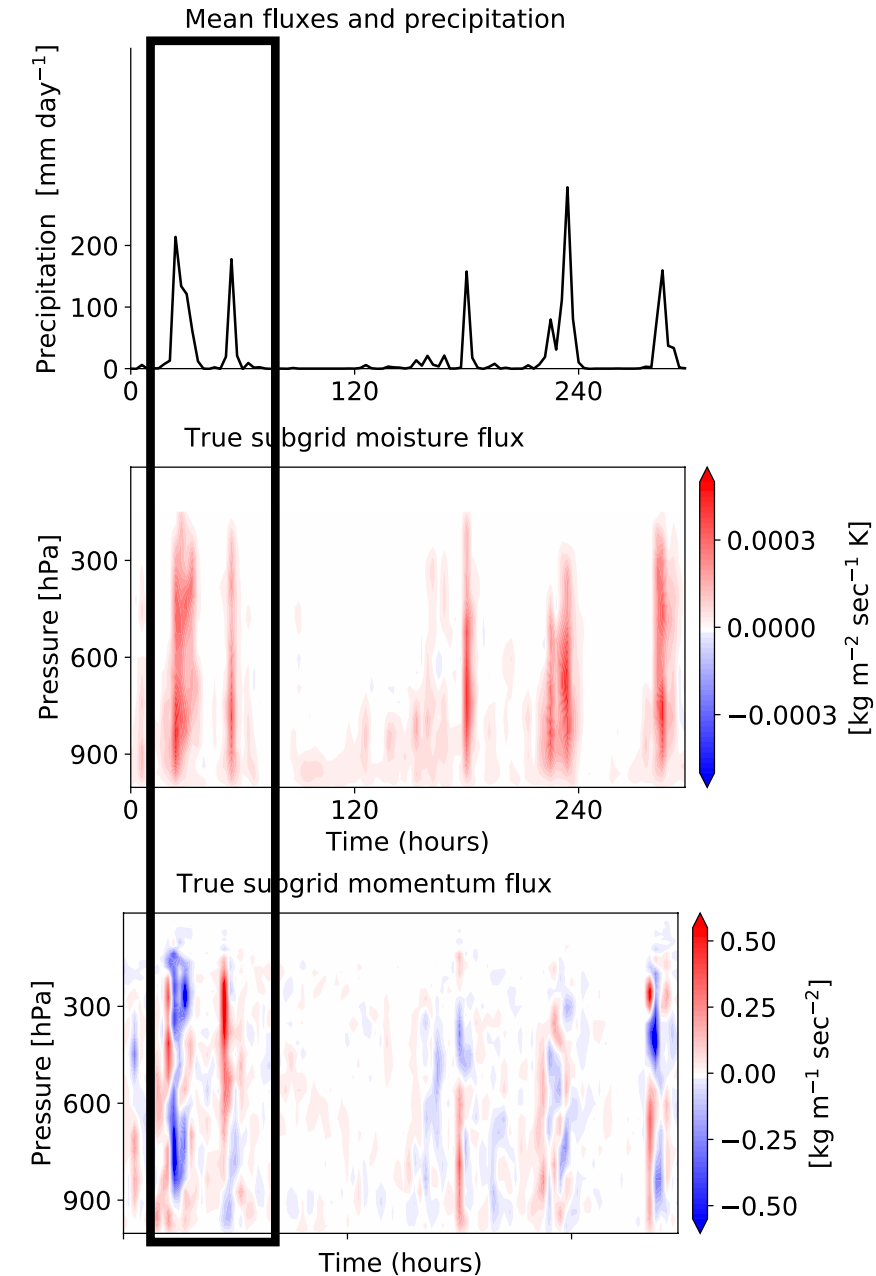 Mean fluxes and precipitation
Precipitation [mm day⁻¹]
200
100
0
0 120 240
True subgrid moisture flux
Pressure [hPa]
300
600
900
0 120 240
Time (hours)
0.0003
0.0000
−0.0003
[kg m⁻² sec⁻¹ K]
True subgrid momentum flux
Pressure [hPa]
300
600
900
Time (hours)
0.50
0.25
0.00
−0.25
−0.50
[kg m⁻¹ sec⁻²]